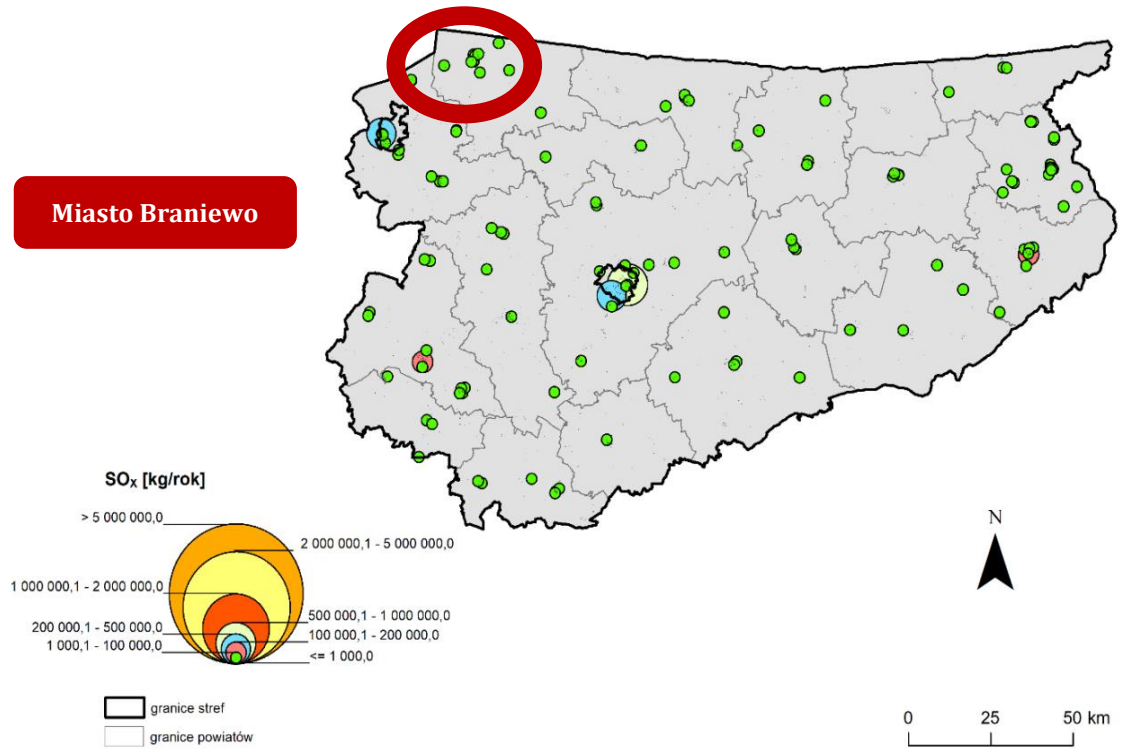 Miasto Braniewo
SOₓ [kg/rok]
> 5 000 000,0
2 000 000,1 - 5 000 000,0
1 000 000,1 - 2 000 000,0
500 000,1 - 1 000 000,0
200 000,1 - 500 000,0
100 000,1 - 200 000,0
1 000,1 - 100 000,0
<= 1 000,0
granice stref
granice powiatów
N
0 25 50 km